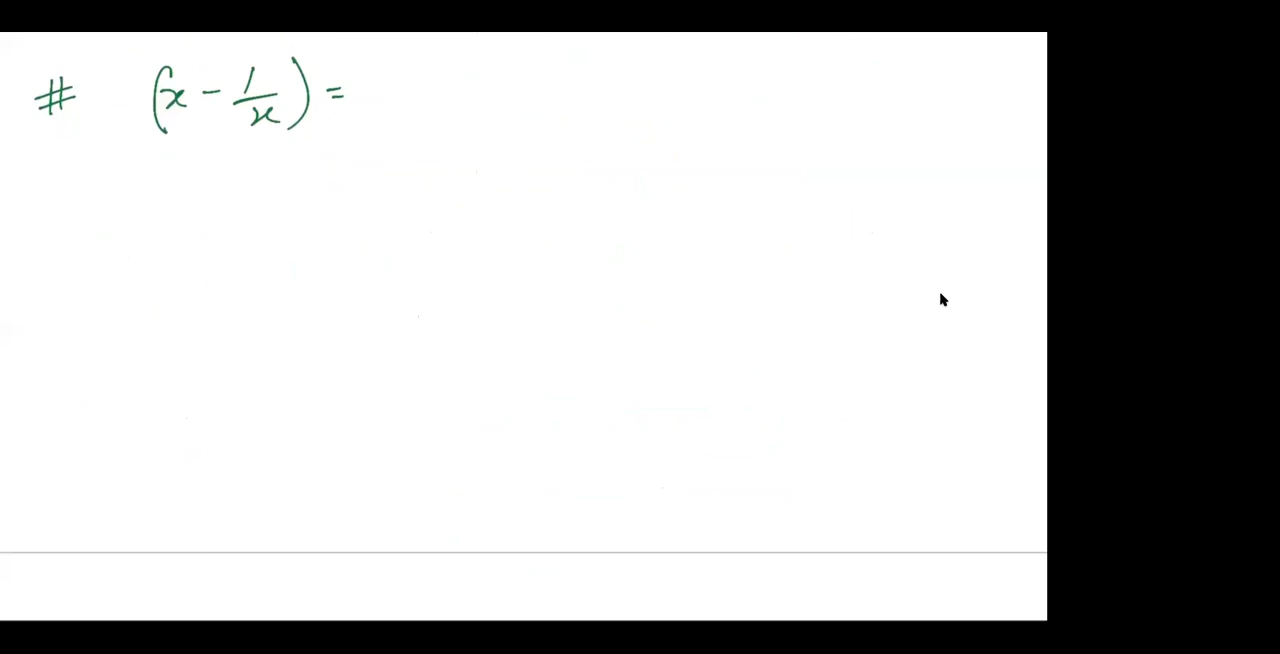 # (x - 1/x) =